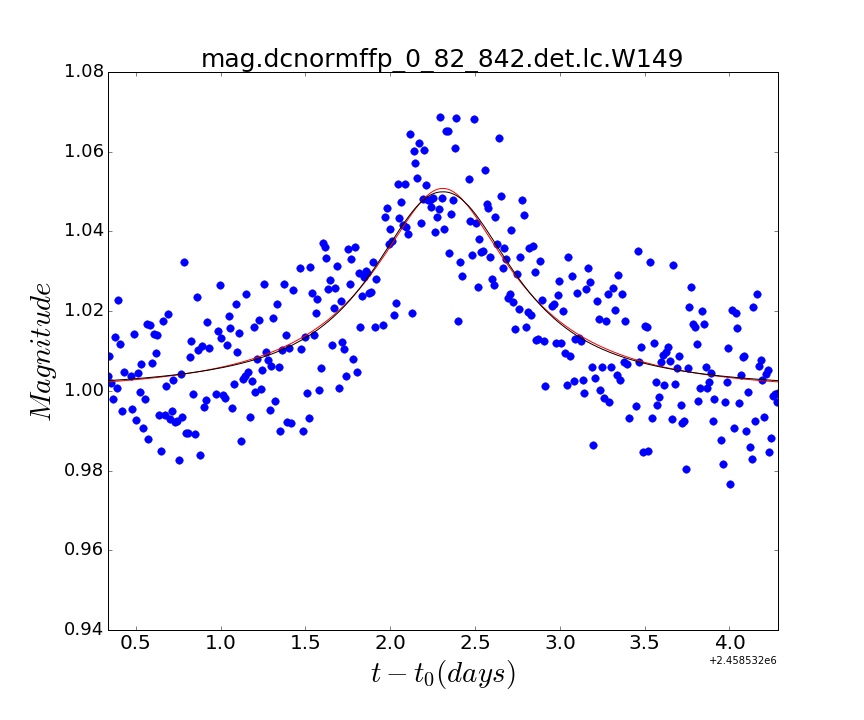 mag.dcnormffp_0_82_842.det.lc.W149
1.08
1.06
1.04
1.02
1.00
0.98
0.96
0.94
Magnitude
0.5 1.0 1.5 2.0 2.5 3.0 3.5 4.0
+2.458532e6
t − t₀(days)